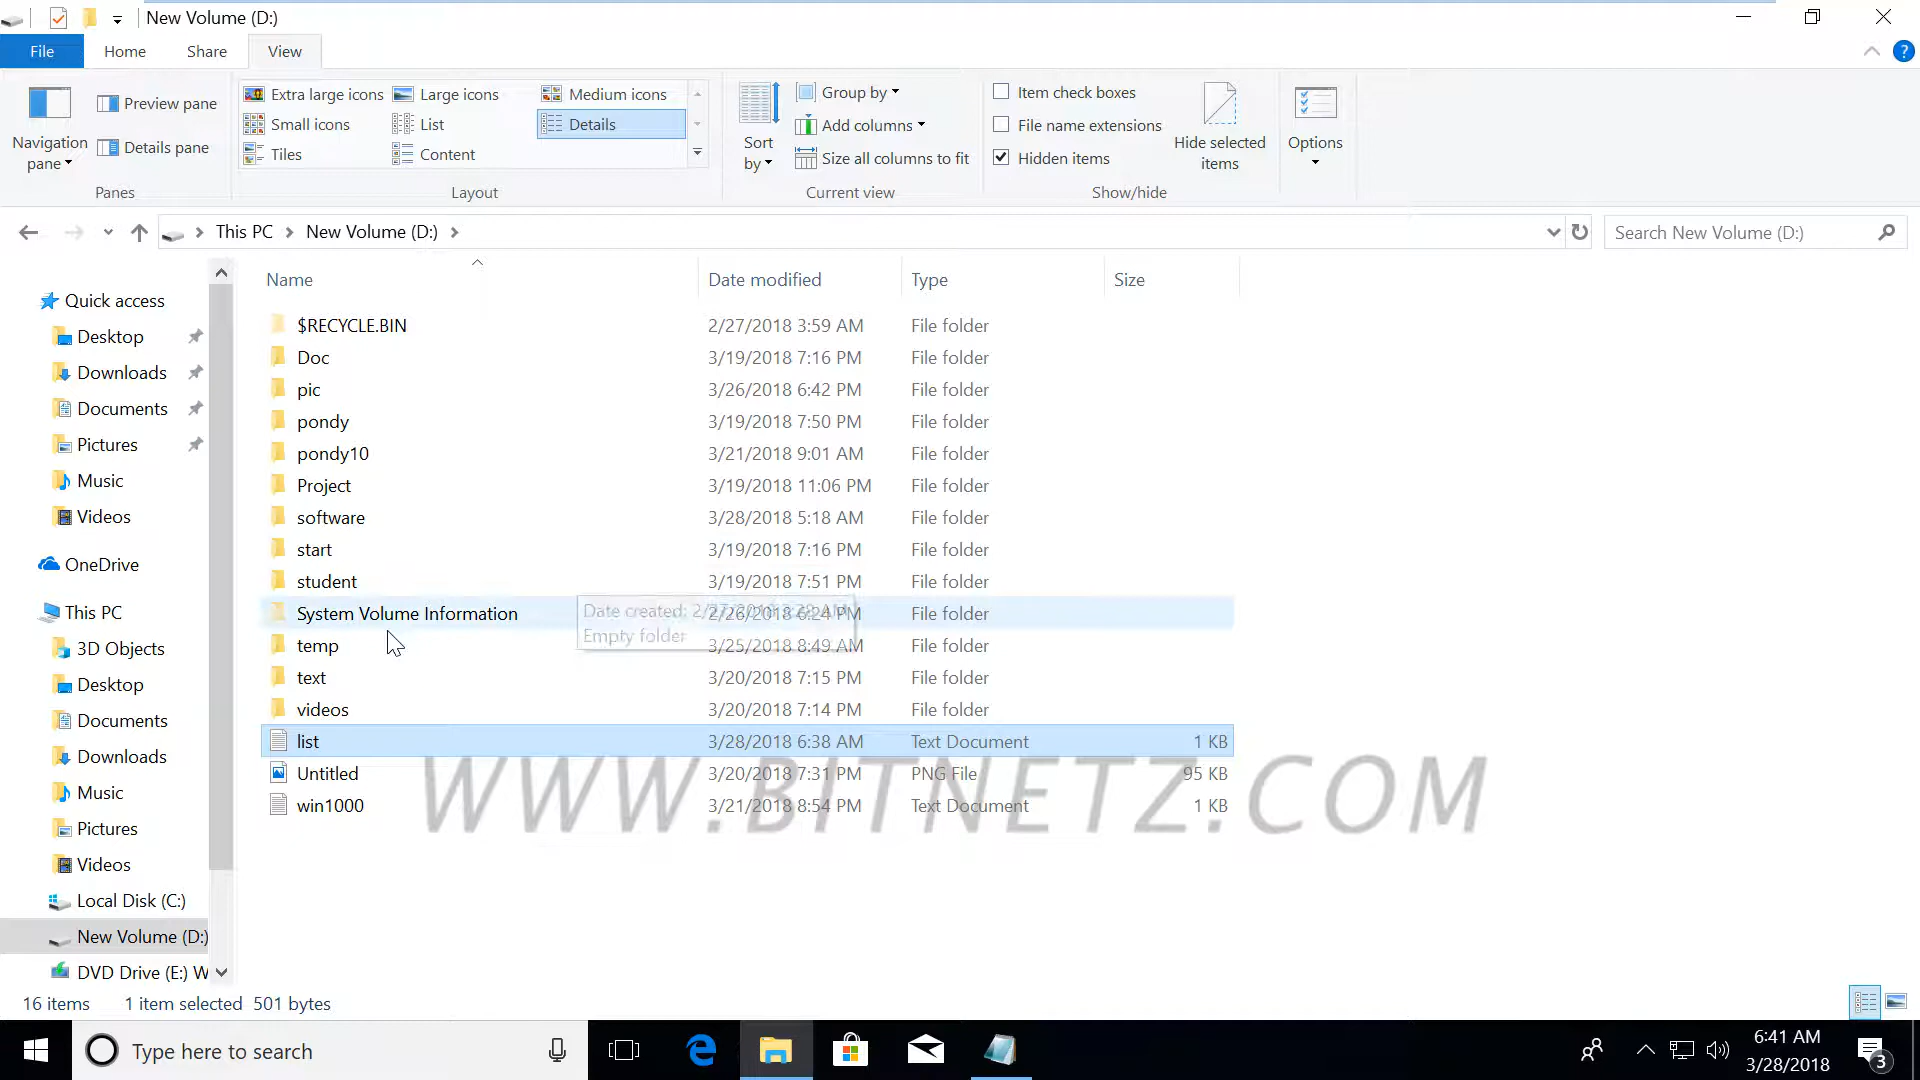 New Volume (D:)
File Home Share View
Navigation pane
Preview pane
Details pane
Panes
Extra large icons Large icons Medium icons
Small icons List Details
Tiles Content
Layout
Sort by
Group by
Add columns
Size all columns to fit
Current view
Item check boxes
File name extensions
Hidden items
Hide selected items
Show/hide
Options
This PC New Volume (D:)
Search New Volume (D:)
Quick access
Desktop
Downloads
Documents
Pictures
Music
Videos
OneDrive
This PC
3D Objects
Desktop
Documents
Downloads
Music
Pictures
Videos
Local Disk (C:)
New Volume (D:)
DVD Drive (E:) W
Name Date modified Type Size
$RECYCLE.BIN 2/27/2018 3:59 AM File folder
Doc 3/19/2018 7:16 PM File folder
pic 3/26/2018 6:42 PM File folder
pondy 3/19/2018 7:50 PM File folder
pondy10 3/21/2018 9:01 AM File folder
Project 3/19/2018 11:06 PM File folder
software 3/28/2018 5:18 AM File folder
start 3/19/2018 7:16 PM File folder
student 3/19/2018 7:51 PM File folder
System Volume Information 2/26/2018 6:24 PM File folder
Date created:
Empty folder
temp 3/25/2018 8:49 AM File folder
text 3/20/2018 7:15 PM File folder
videos 3/20/2018 7:14 PM File folder
list 3/28/2018 6:38 AM Text Document 1 KB
Untitled 3/20/2018 7:31 PM PNG File 95 KB
win1000 3/21/2018 8:54 PM Text Document 1 KB
WWW.BITNETZ.COM
16 items 1 item selected 501 bytes
Type here to search
6:41 AM
3/28/2018
3